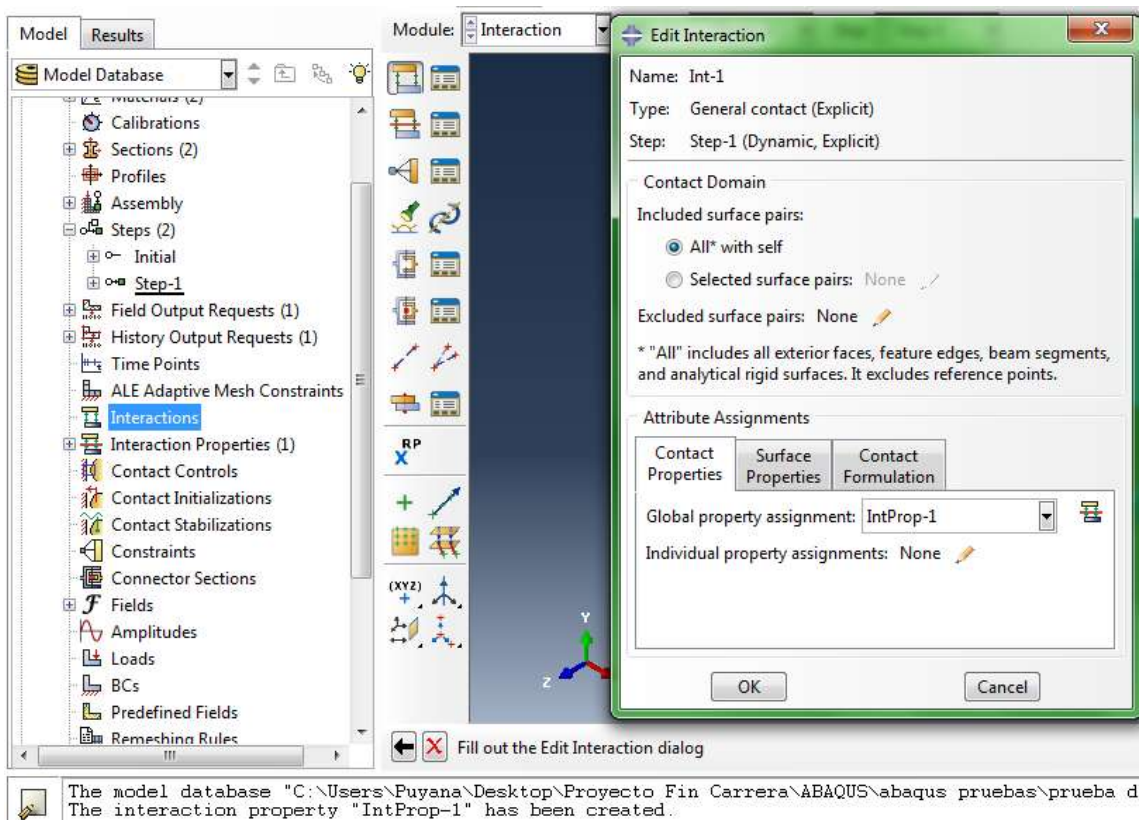 Model Results
Model Database
Materials (2)
Calibrations
Sections (2)
Profiles
Assembly
Steps (2)
Initial
Step-1
Field Output Requests (1)
History Output Requests (1)
Time Points
ALE Adaptive Mesh Constraints
Interactions
Interaction Properties (1)
Contact Controls
Contact Initializations
Contact Stabilizations
Constraints
Connector Sections
Fields
Amplitudes
Loads
BCs
Predefined Fields
Remeshing Rules
Module: Interaction
RP
(XYZ)
Y
Z
Edit Interaction
Name: Int-1
Type: General contact (Explicit)
Step: Step-1 (Dynamic, Explicit)
Contact Domain
Included surface pairs:
All* with self
Selected surface pairs: None
Excluded surface pairs: None
* "All" includes all exterior faces, feature edges, beam segments,
and analytical rigid surfaces. It excludes reference points.
Attribute Assignments
Contact Properties
Surface Properties
Contact Formulation
Global property assignment: IntProp-1
Individual property assignments: None
OK Cancel
Fill out the Edit Interaction dialog
The model database "C:\Users\Puyana\Desktop\Proyecto Fin Carrera\ABAQUS\abaqus pruebas\prueba d
The interaction property "IntProp-1" has been created.